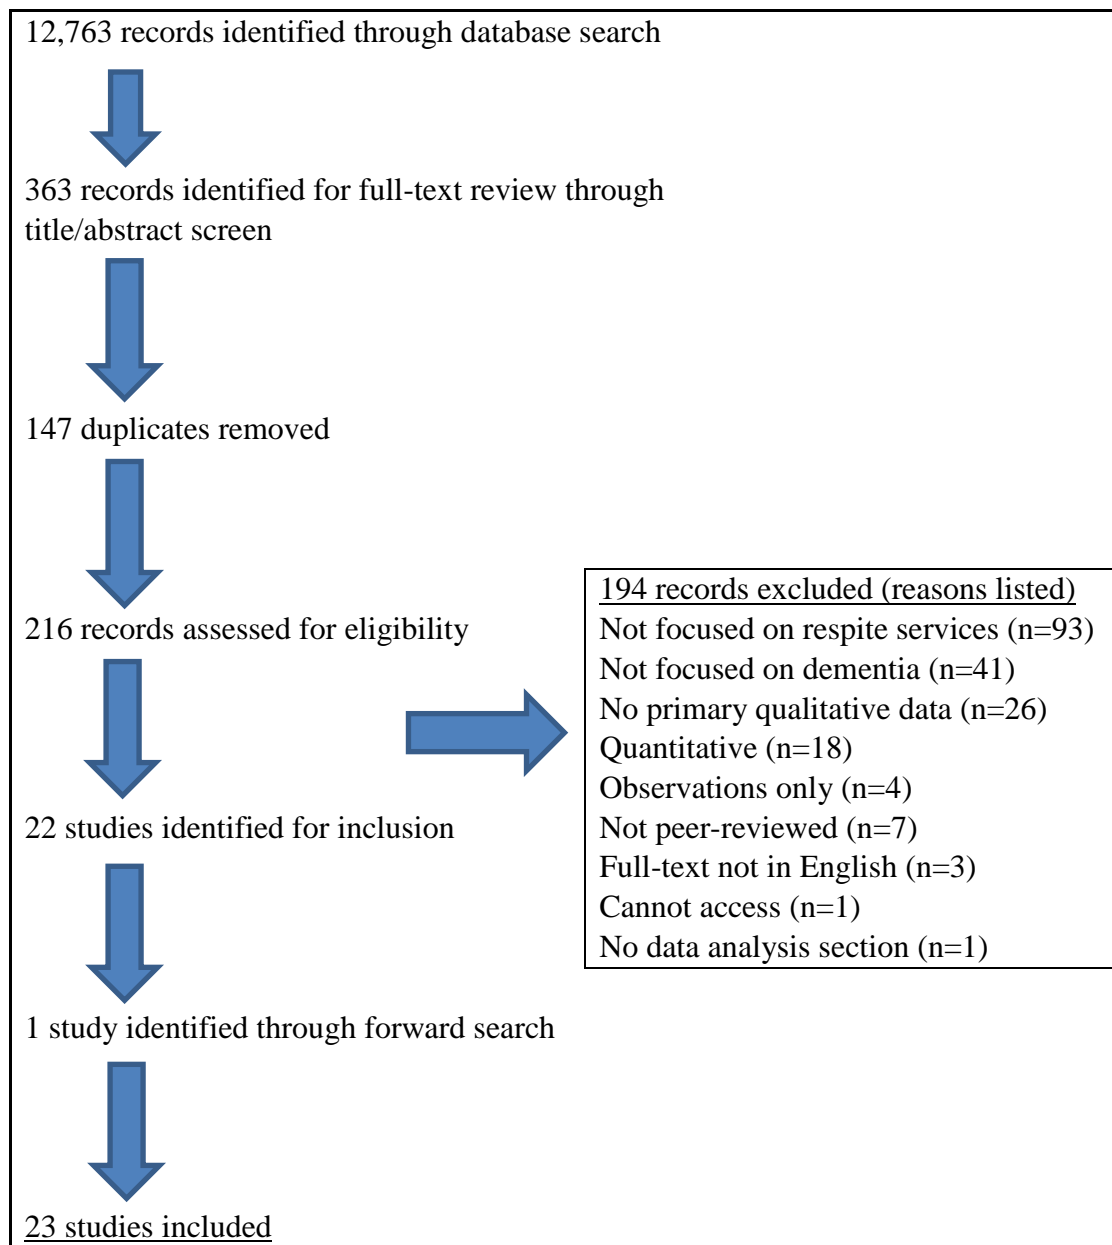 12,763 records identified through database search
363 records identified for full-text review through
title/abstract screen
147 duplicates removed
216 records assessed for eligibility
194 records excluded (reasons listed)
Not focused on respite services (n=93)
Not focused on dementia (n=41)
No primary qualitative data (n=26)
Quantitative (n=18)
Observations only (n=4)
Not peer-reviewed (n=7)
Full-text not in English (n=3)
Cannot access (n=1)
No data analysis section (n=1)
22 studies identified for inclusion
1 study identified through forward search
23 studies included